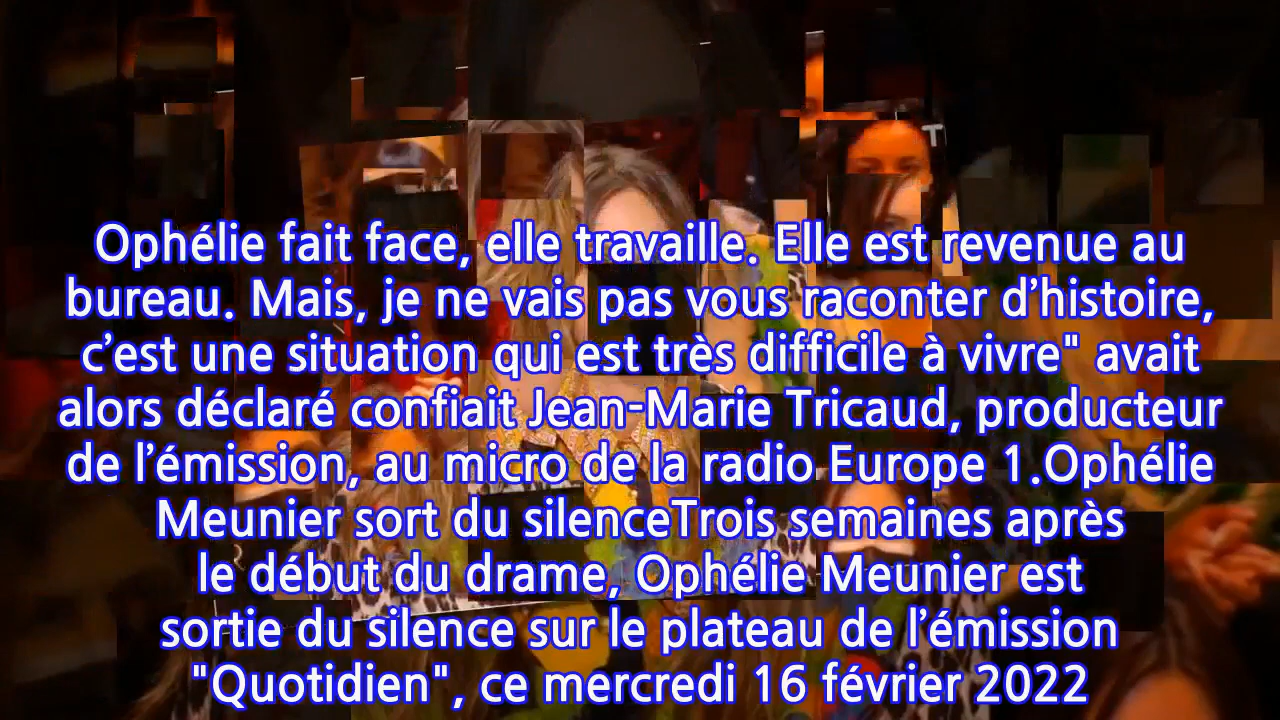 Ophélie fait face, elle travaille. Elle est revenue au
bureau. Mais, je ne vais pas vous raconter d’histoire,
c’est une situation qui est très difficile à vivre" avait
alors déclaré confiait Jean-Marie Tricaud, producteur
de l’émission, au micro de la radio Europe 1.Ophélie
Meunier sort du silenceTrois semaines après
le début du drame, Ophélie Meunier est
sortie du silence sur le plateau de l’émission
"Quotidien", ce mercredi 16 février 2022